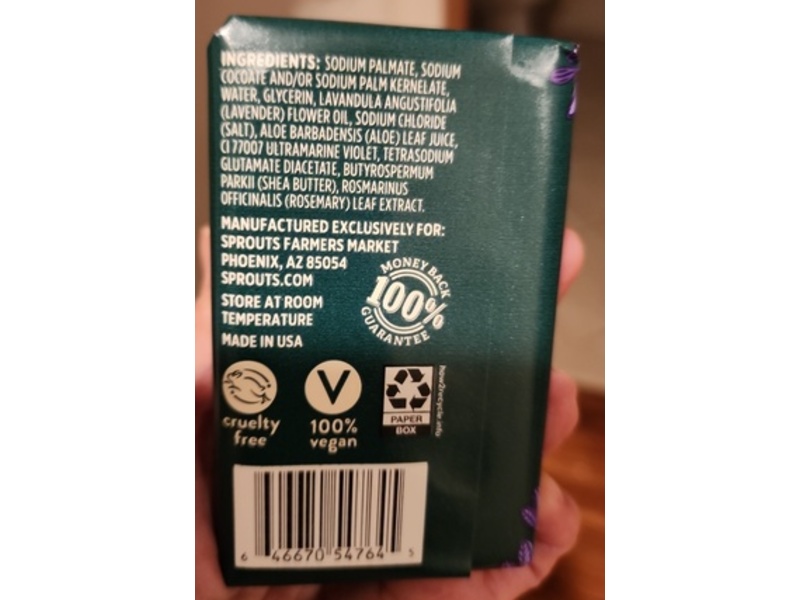 INGREDIENTS: SODIUM PALMATE, SODIUM
COCOATE AND/OR SODIUM PALM KERNELATE,
WATER, GLYCERIN, LAVANDULA ANGUSTIFOLIA
(LAVENDER) FLOWER OIL, SODIUM CHLORIDE
(SALT), ALOE BARBADENSIS (ALOE) LEAF JUICE,
CI 77007 ULTRAMARINE VIOLET, TETRASODIUM
GLUTAMATE DIACETATE, BUTYROSPERMUM
PARKII (SHEA BUTTER), ROSMARINUS
OFFICINALIS (ROSEMARY) LEAF EXTRACT.
MANUFACTURED EXCLUSIVELY FOR:
SPROUTS FARMERS MARKET
PHOENIX, AZ 85054
SPROUTS.COM
MONEY BACK
100%
GUARANTEE
STORE AT ROOM
TEMPERATURE
MADE IN USA
cruelty
free
V
100%
vegan
PAPER
BOX
how2recycle.info
6 46670 54764 5